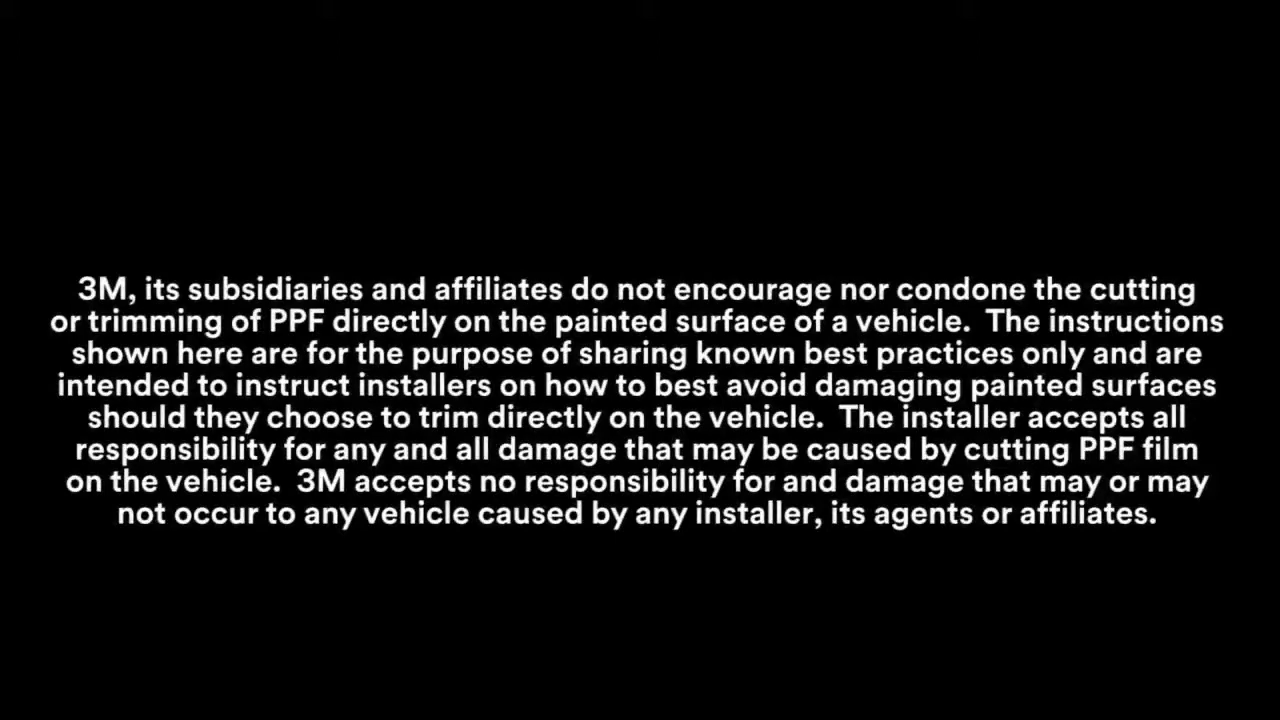 3M, its subsidiaries and affiliates do not encourage nor condone the cutting
or trimming of PPF directly on the painted surface of a vehicle.  The instructions
shown here are for the purpose of sharing known best practices only and are
intended to instruct installers on how to best avoid damaging painted surfaces
should they choose to trim directly on the vehicle.  The installer accepts all
responsibility for any and all damage that may be caused by cutting PPF film
on the vehicle.  3M accepts no responsibility for and damage that may or may
not occur to any vehicle caused by any installer, its agents or affiliates.